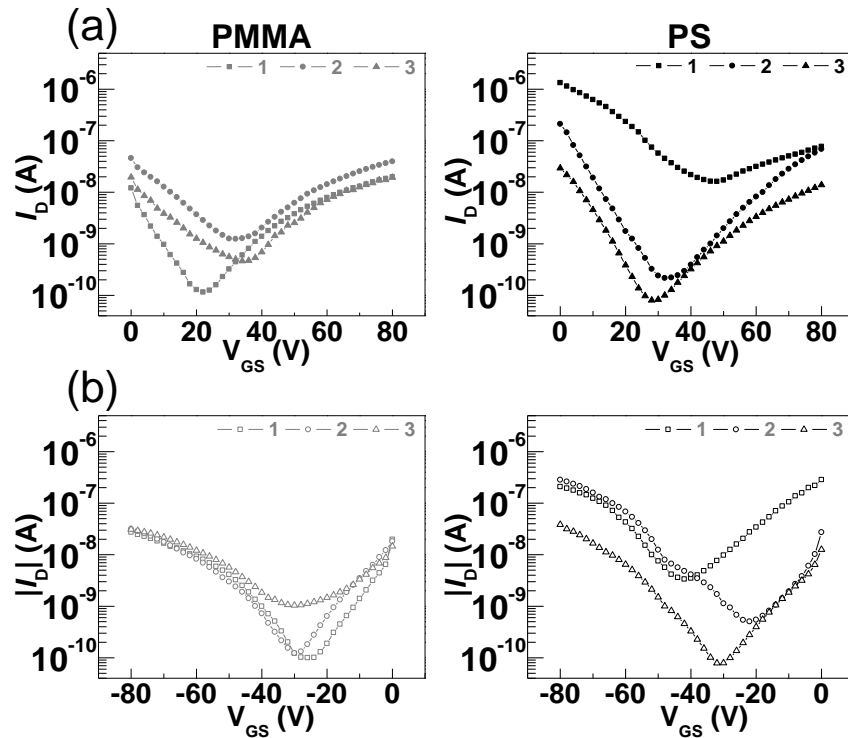 (a)
PMMA
PS
1 2 3
10⁻⁶
10⁻⁷
10⁻⁸
10⁻⁹
10⁻¹⁰
I_D (A)
0 20 40 60 80
V_GS (V)
1 2 3
10⁻⁶
10⁻⁷
10⁻⁸
10⁻⁹
10⁻¹⁰
I_D (A)
0 20 40 60 80
V_GS (V)
(b)
1 2 3
10⁻⁶
10⁻⁷
10⁻⁸
10⁻⁹
10⁻¹⁰
|I_D| (A)
-80 -60 -40 -20 0
V_GS (V)
1 2 3
10⁻⁶
10⁻⁷
10⁻⁸
10⁻⁹
10⁻¹⁰
|I_D| (A)
-80 -60 -40 -20 0
V_GS (V)